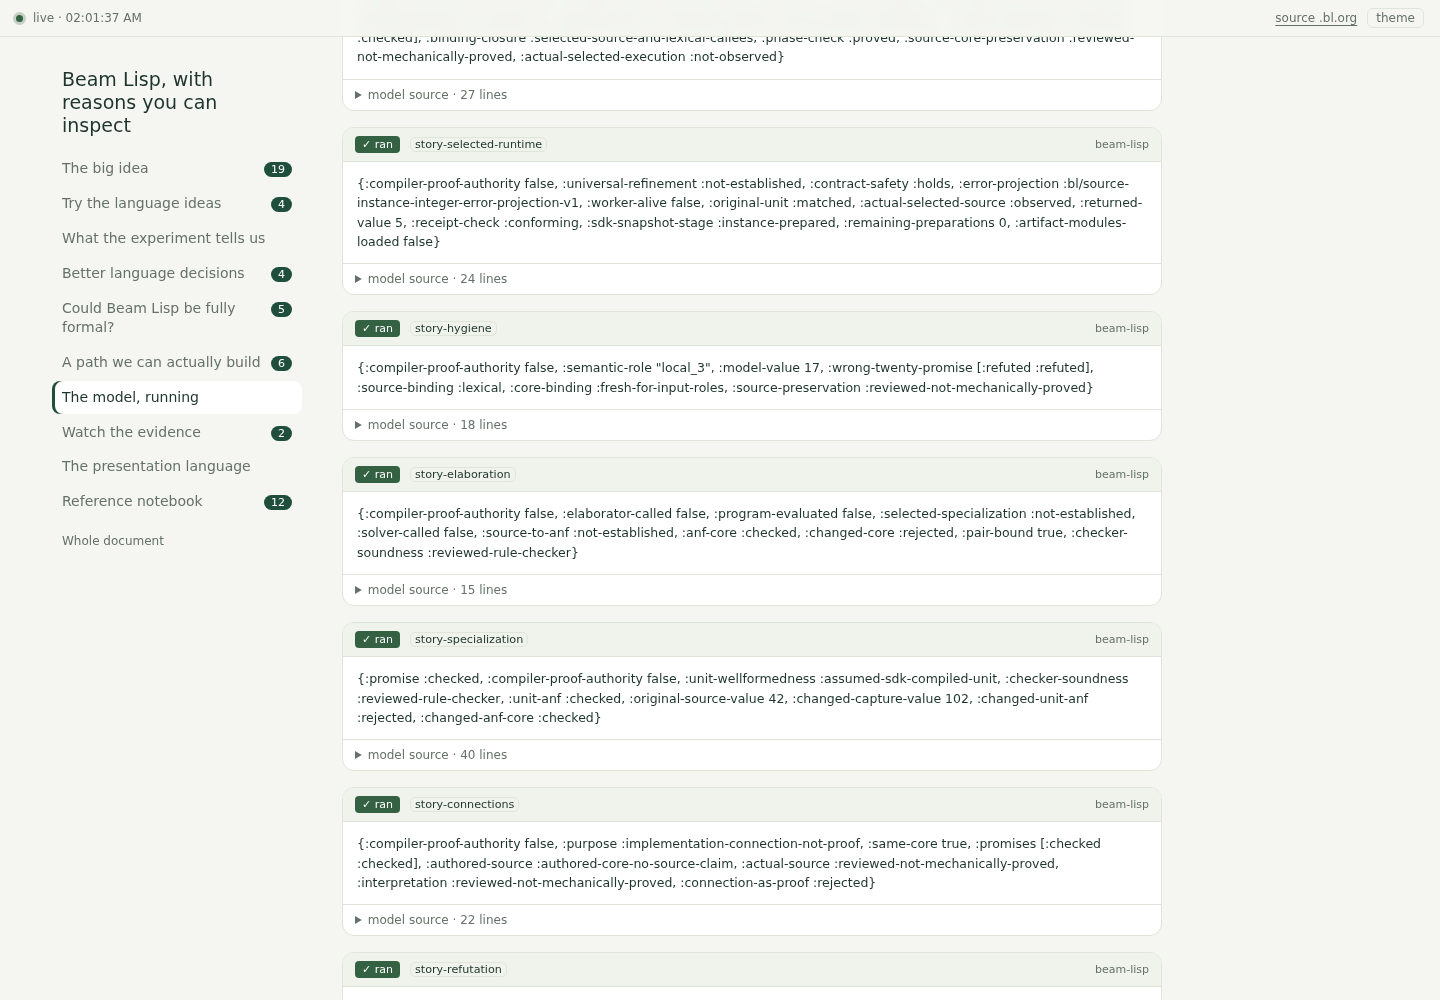 live · 02:01:37 AM
source .bl.org
theme
Beam Lisp, with
reasons you can
inspect
The big idea 19
Try the language ideas 4
What the experiment tells us
Better language decisions 4
Could Beam Lisp be fully 5
formal?
A path we can actually build 6
The model, running
Watch the evidence 2
The presentation language
Reference notebook 12
Whole document
:checked], :binding-closure :selected-source-and-lexical-callees, :phase-check :proved, :source-core-preservation :reviewed-
not-mechanically-proved, :actual-selected-execution :not-observed}
▶ model source · 27 lines
✓ ran story-selected-runtime beam-lisp
{:compiler-proof-authority false, :universal-refinement :not-established, :contract-safety :holds, :error-projection :bl/source-
instance-integer-error-projection-v1, :worker-alive false, :original-unit :matched, :actual-selected-source :observed, :returned-
value 5, :receipt-check :conforming, :sdk-snapshot-stage :instance-prepared, :remaining-preparations 0, :artifact-modules-
loaded false}
▶ model source · 24 lines
✓ ran story-hygiene beam-lisp
{:compiler-proof-authority false, :semantic-role "local_3", :model-value 17, :wrong-twenty-promise [:refuted :refuted],
:source-binding :lexical, :core-binding :fresh-for-input-roles, :source-preservation :reviewed-not-mechanically-proved}
▶ model source · 18 lines
✓ ran story-elaboration beam-lisp
{:compiler-proof-authority false, :elaborator-called false, :program-evaluated false, :selected-specialization :not-established,
:solver-called false, :source-to-anf :not-established, :anf-core :checked, :changed-core :rejected, :pair-bound true, :checker-
soundness :reviewed-rule-checker}
▶ model source · 15 lines
✓ ran story-specialization beam-lisp
{:promise :checked, :compiler-proof-authority false, :unit-wellformedness :assumed-sdk-compiled-unit, :checker-soundness
:reviewed-rule-checker, :unit-anf :checked, :original-source-value 42, :changed-capture-value 102, :changed-unit-anf
:rejected, :changed-anf-core :checked}
▶ model source · 40 lines
✓ ran story-connections beam-lisp
{:compiler-proof-authority false, :purpose :implementation-connection-not-proof, :same-core true, :promises [:checked
:checked], :authored-source :authored-core-no-source-claim, :actual-source :reviewed-not-mechanically-proved,
:interpretation :reviewed-not-mechanically-proved, :connection-as-proof :rejected}
▶ model source · 22 lines
✓ ran story-refutation beam-lisp